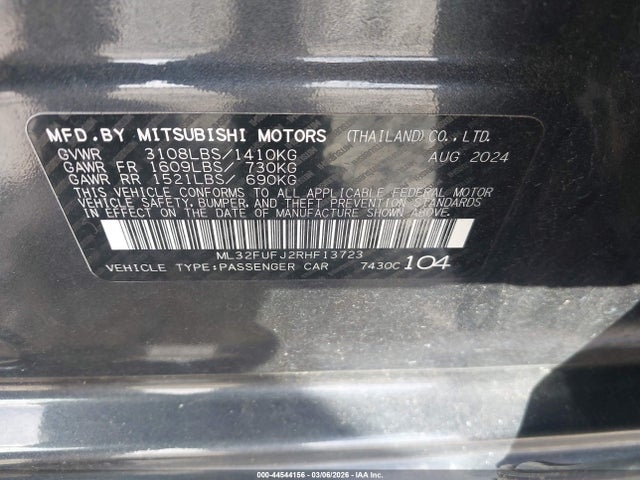 MFD.BY MITSUBISHI MOTORS (THAILAND)CO.,LTD.
GVWR 3108LBS/1410KG AUG 2024
GAWR FR 1609LBS/ 730KG
GAWR RR 1521LBS/ 690KG
THIS VEHICLE CONFORMS TO ALL APPLICABLE FEDERAL MOTOR
VEHICLE SAFETY, BUMPER, AND THEFT PREVENTION STANDARDS
IN EFFECT ON THE DATE OF MANUFACTURE SHOWN ABOVE.
ML32FUFJ2RHF13723
VEHICLE TYPE:PASSENGER CAR 7430C 104
000-44544156 - 03/06/2026 - IAA Inc.